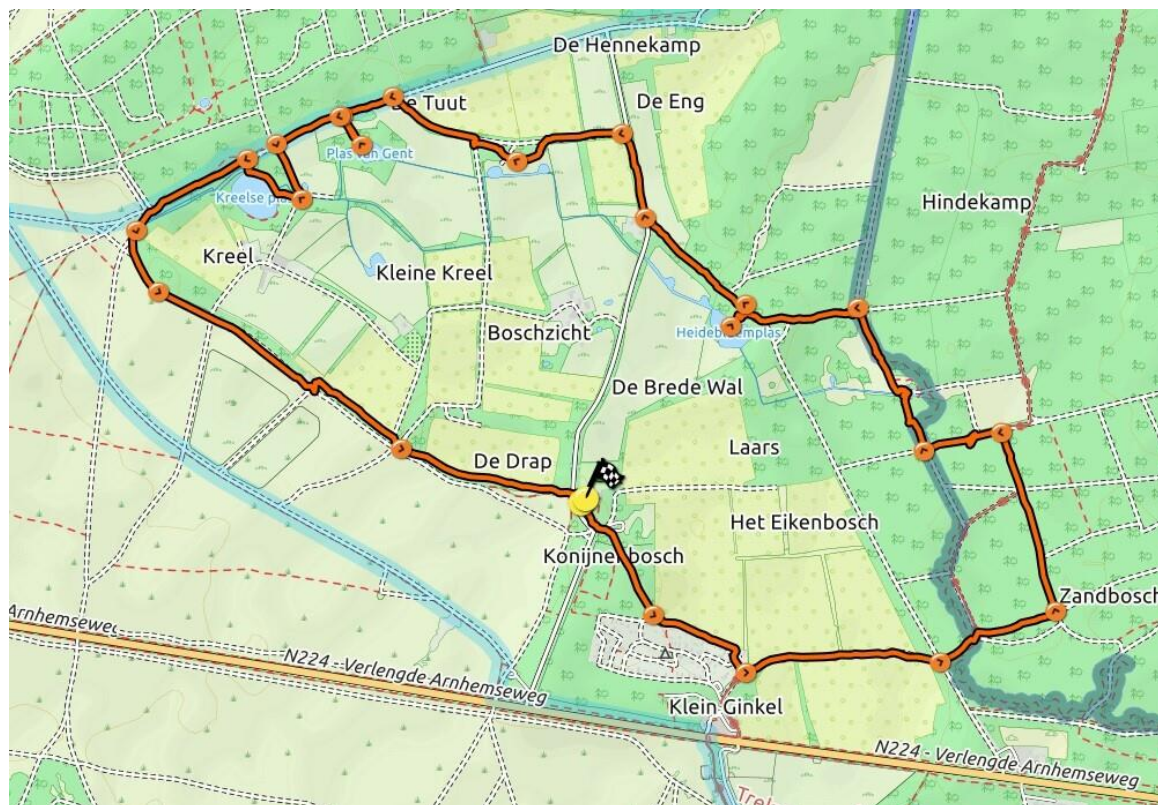 De Hennekamp
De Tuut
De Eng
Plas van Gent
Kreelse plas
Hindekamp
Kreel
Kleine Kreel
Boschzicht
Heidebloemplas
De Brede Wal
Laars
De Drap
Het Eikenbosch
Konijnenbosch
Zandbosch
Arnhemseweg
N224 - Verlengde Arnhemseweg
Klein Ginkel
N224 - Verlengde Arnhemseweg